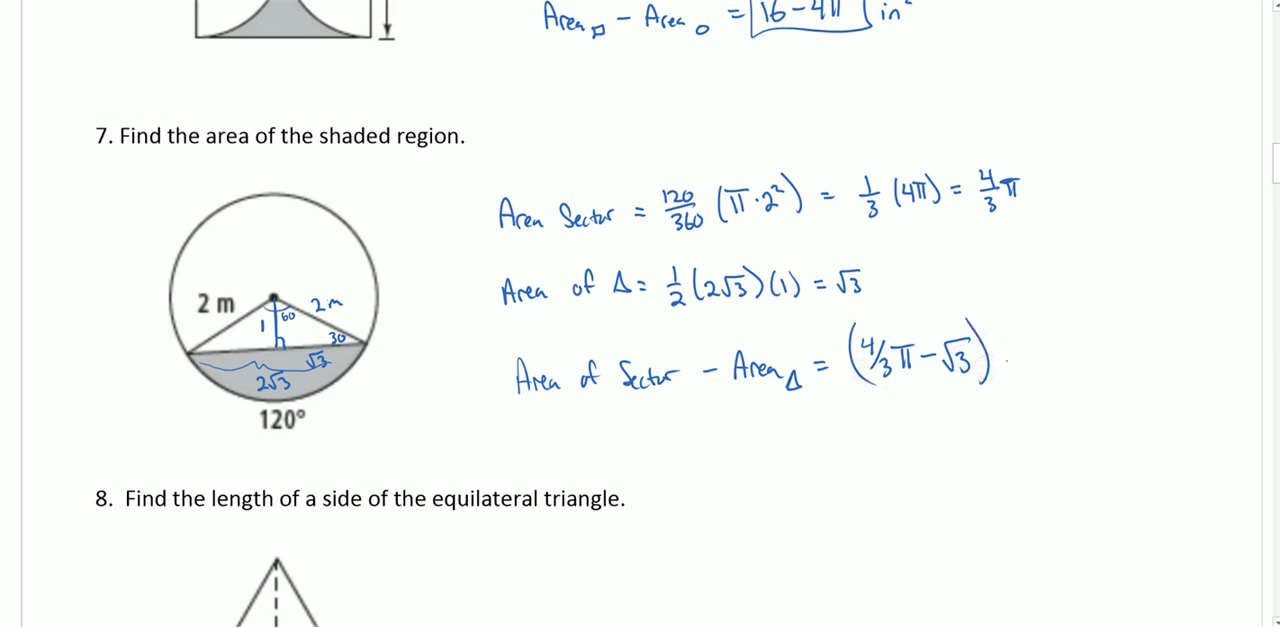 Area□ - Area○ = 16 - 4π in²
7. Find the area of the shaded region.
Area Sector = 120/360 (π·2²) = 1/3 (4π) = 4/3 π
Area of Δ = 1/2 (2√3)(1) = √3
2 m
2m
60
1
30
√3
2√3
Area of Sector - AreaΔ = (4/3 π - √3)
120°
8. Find the length of a side of the equilateral triangle.